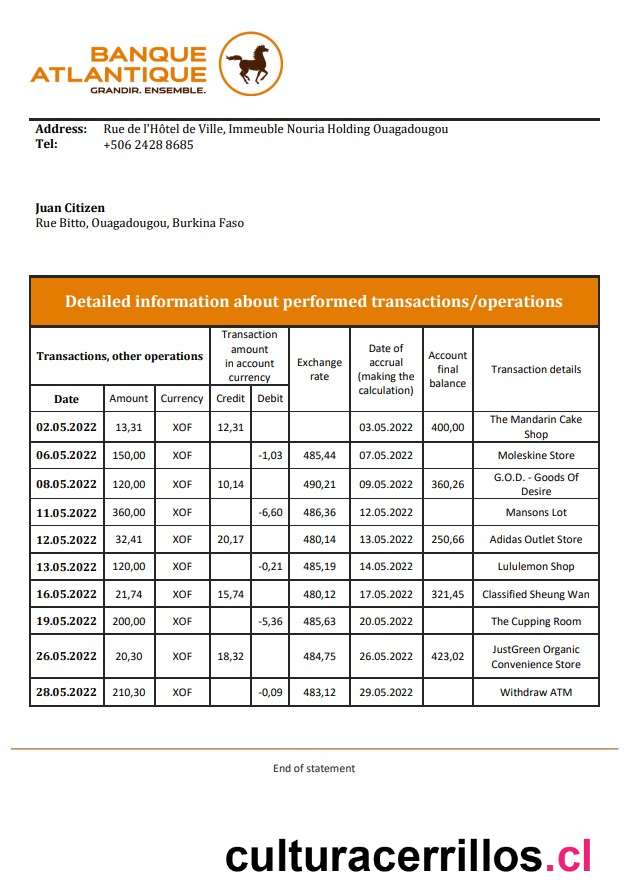 BANQUE
ATLANTIQUE
GRANDIR. ENSEMBLE.
Address: Rue de l'Hôtel de Ville, Immeuble Nouria Holding Ouagadougou
Tel: +506 2428 8685
Juan Citizen
Rue Bitto, Ouagadougou, Burkina Faso
Detailed information about performed transactions/operations
Transactions, other operations
Transaction
amount
in account
currency
Exchange
rate
Date of
accrual
(making the
calculation)
Account
final
balance
Transaction details
Date Amount Currency Credit Debit
02.05.2022 13,31 XOF 12,31 03.05.2022 400,00 The Mandarin Cake
Shop
06.05.2022 150,00 XOF -1,03 485,44 07.05.2022 Moleskine Store
08.05.2022 120,00 XOF 10,14 490,21 09.05.2022 360,26 G.O.D. - Goods Of
Desire
11.05.2022 360,00 XOF -6,60 486,36 12.05.2022 Mansons Lot
12.05.2022 32,41 XOF 20,17 480,14 13.05.2022 250,66 Adidas Outlet Store
13.05.2022 120,00 XOF -0,21 485,19 14.05.2022 Lululemon Shop
16.05.2022 21,74 XOF 15,74 480,12 17.05.2022 321,45 Classified Sheung Wan
19.05.2022 200,00 XOF -5,36 485,63 20.05.2022 The Cupping Room
26.05.2022 20,30 XOF 18,32 484,75 26.05.2022 423,02 JustGreen Organic
Convenience Store
28.05.2022 210,30 XOF -0,09 483,12 29.05.2022 Withdraw ATM
End of statement
culturacerrillos.cl